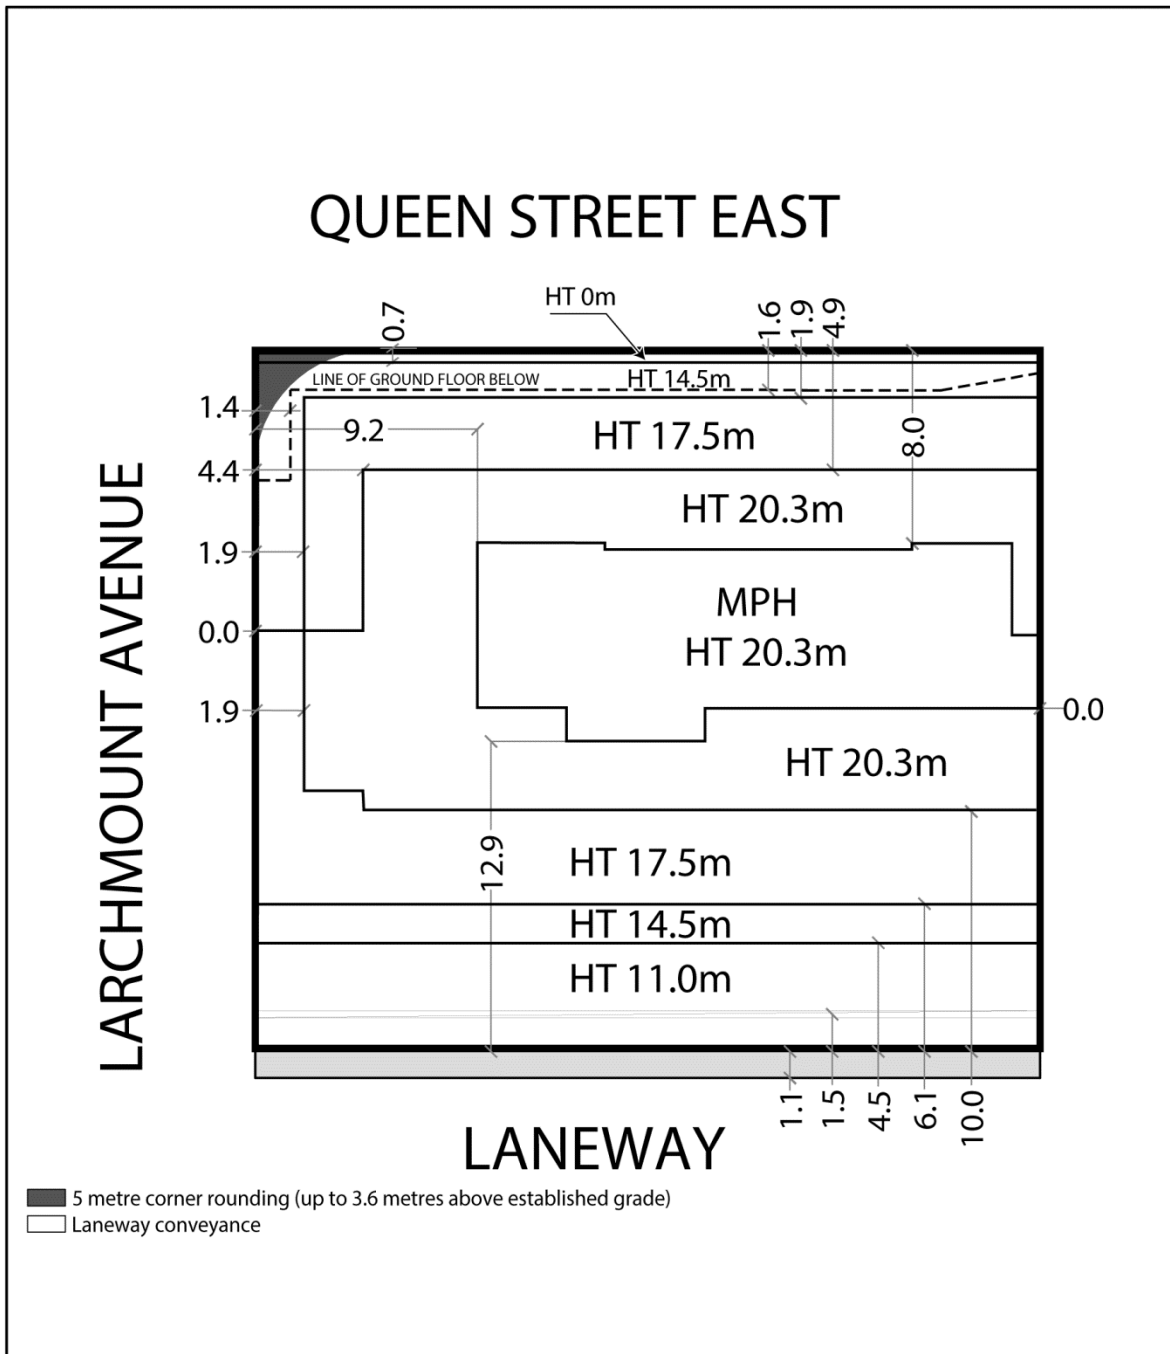 QUEEN STREET EAST
HT 0m
0.7
1.6
1.9
4.9
LINE OF GROUND FLOOR BELOW
HT 14.5m
1.4
9.2
HT 17.5m
8.0
4.4
HT 20.3m
1.9
MPH
HT 20.3m
0.0
1.9
0.0
HT 20.3m
LARCHMOUNT AVENUE
12.9
HT 17.5m
HT 14.5m
HT 11.0m
1.1
1.5
4.5
6.1
10.0
LANEWAY
5 metre corner rounding (up to 3.6 metres above established grade)
Laneway conveyance